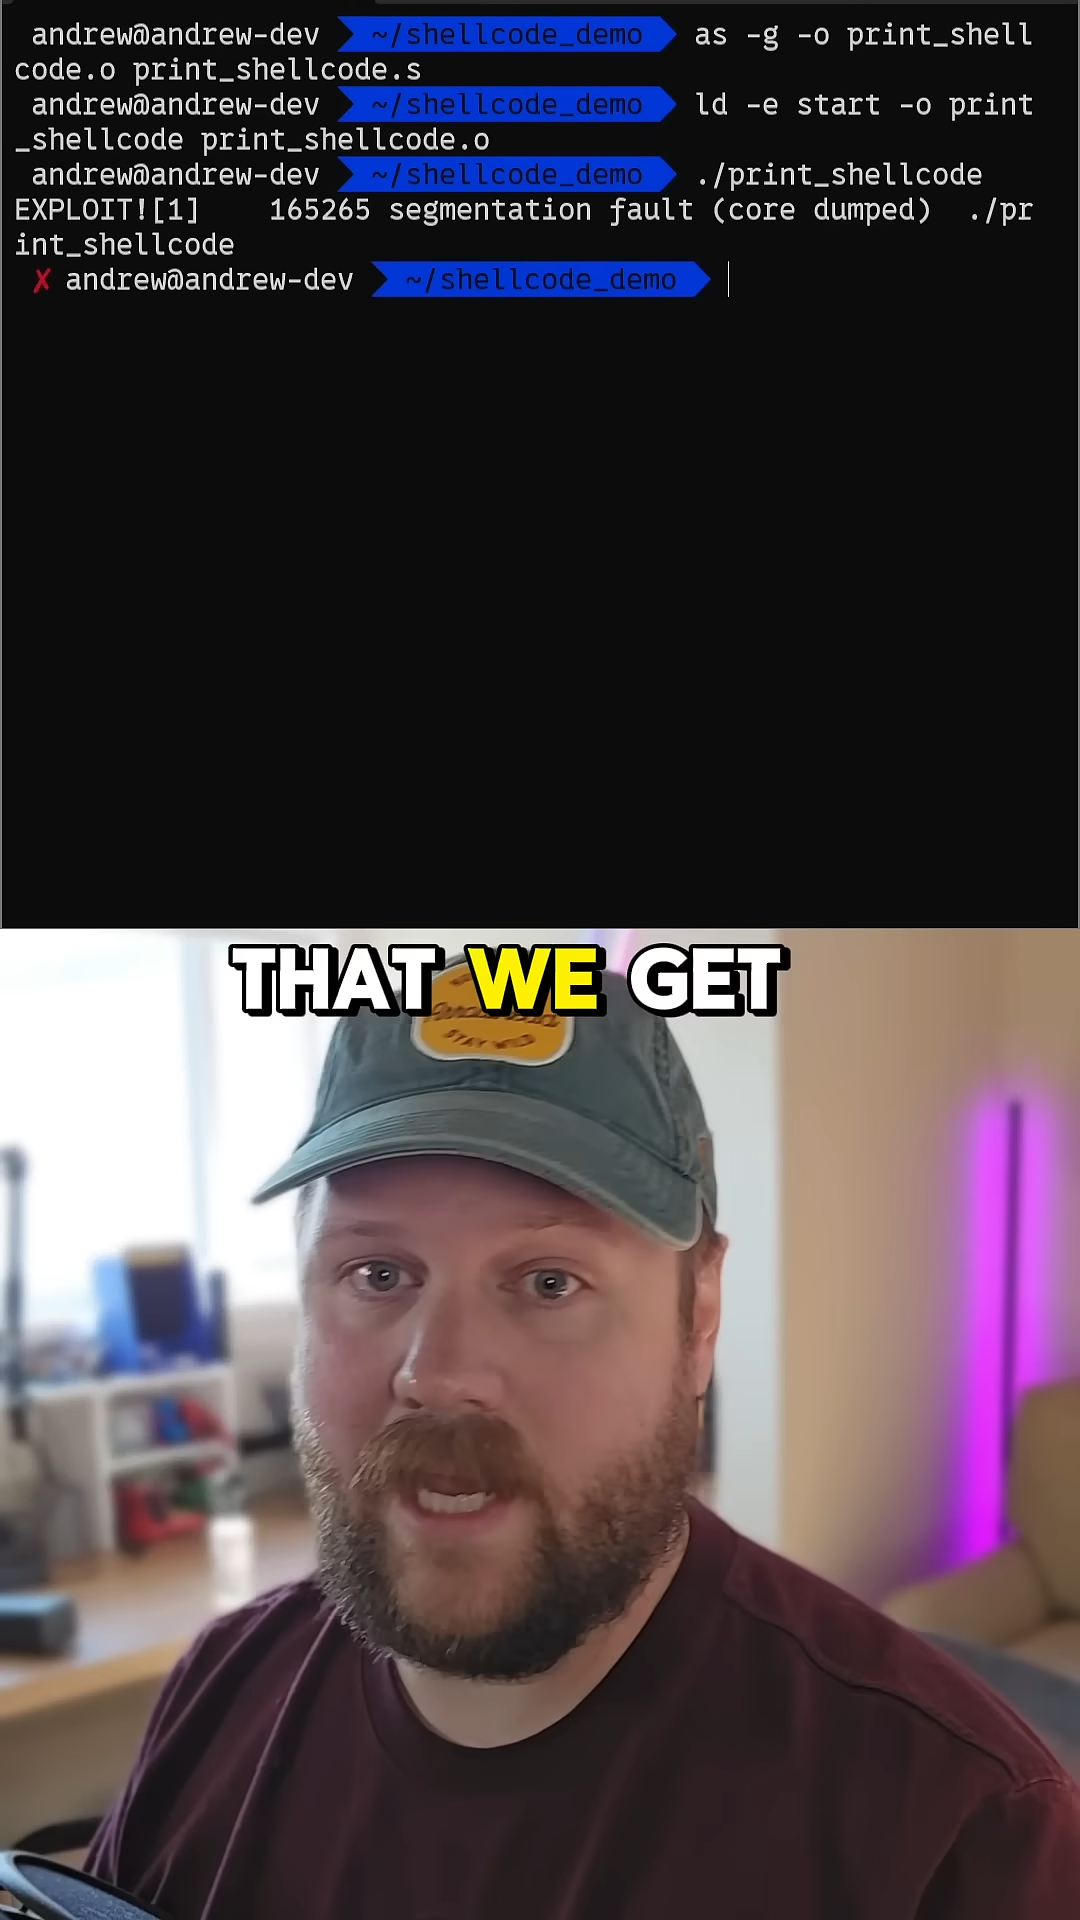 andrew@andrew-dev ~/shellcode_demo as -g -o print_shell
code.o print_shellcode.s
andrew@andrew-dev ~/shellcode_demo ld -e start -o print
_shellcode print_shellcode.o
andrew@andrew-dev ~/shellcode_demo ./print_shellcode
EXPLOIT![1]    165265 segmentation fault (core dumped)  ./pr
int_shellcode
✗ andrew@andrew-dev ~/shellcode_demo
THAT WE GET
STAY WILD